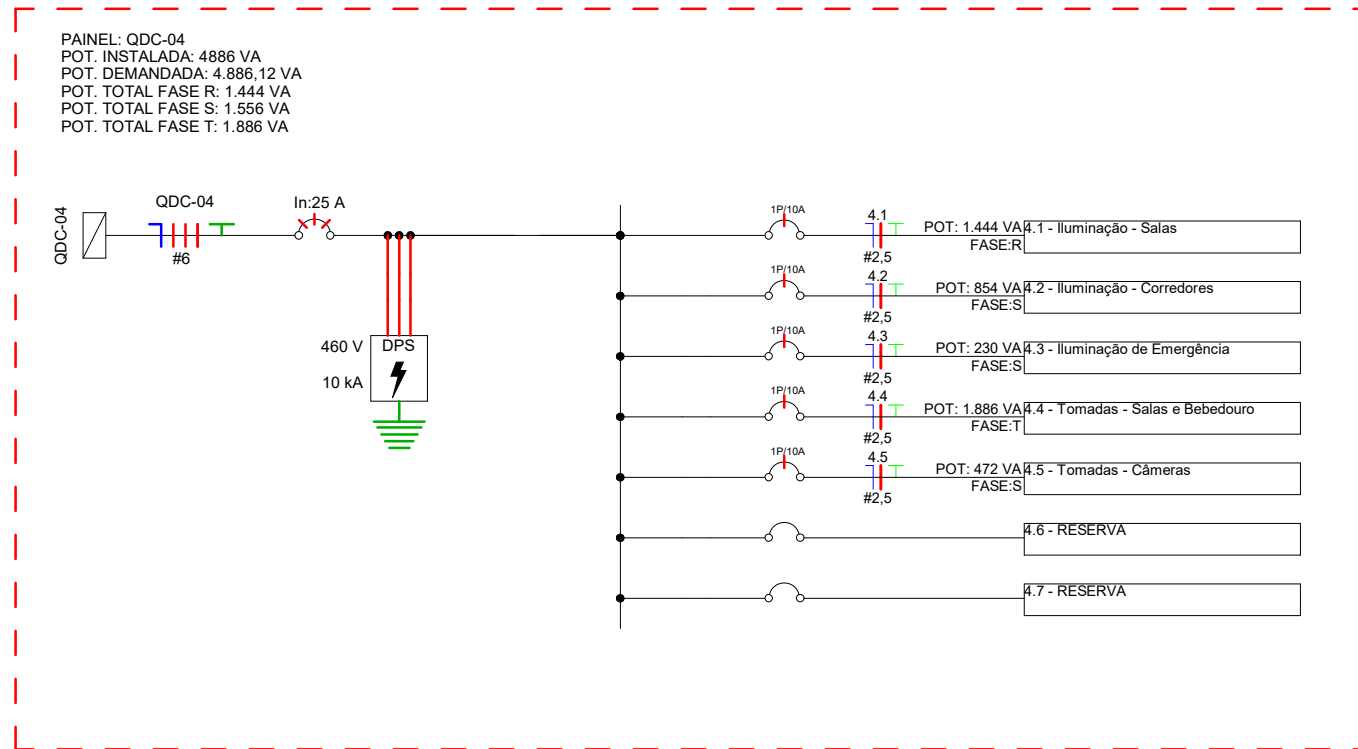 PAINEL: QDC-04
POT. INSTALADA: 4886 VA
POT. DEMANDADA: 4.886,12 VA
POT. TOTAL FASE R: 1.444 VA
POT. TOTAL FASE S: 1.556 VA
POT. TOTAL FASE T: 1.886 VA
QDC-04
QDC-04
#6
In:25 A
460 V
10 kA
DPS
1P/10A
4.1
#2,5
POT: 1.444 VA
FASE:R
4.1 - Iluminação - Salas
1P/10A
4.2
#2,5
POT: 854 VA
FASE:S
4.2 - Iluminação - Corredores
1P/10A
4.3
#2,5
POT: 230 VA
FASE:S
4.3 - Iluminação de Emergência
1P/10A
4.4
#2,5
POT: 1.886 VA
FASE:T
4.4 - Tomadas - Salas e Bebedouro
1P/10A
4.5
#2,5
POT: 472 VA
FASE:S
4.5 - Tomadas - Câmeras
4.6 - RESERVA
4.7 - RESERVA